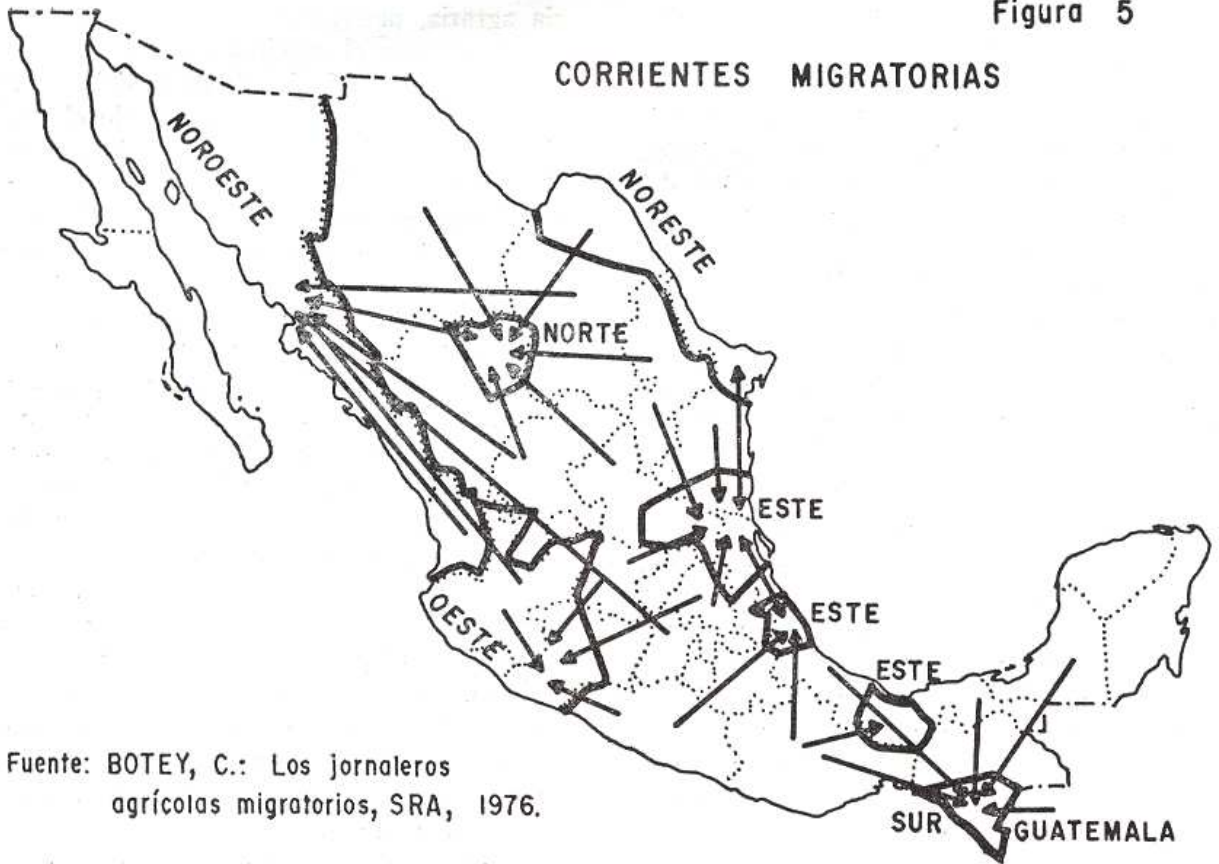 Figura 5
CORRIENTES MIGRATORIAS
NOROESTE
NORESTE
NORTE
ESTE
ESTE
OESTE
ESTE
SUR
GUATEMALA
Fuente: BOTEY, C.: Los jornaleros
agrícolas migratorios, SRA, 1976.